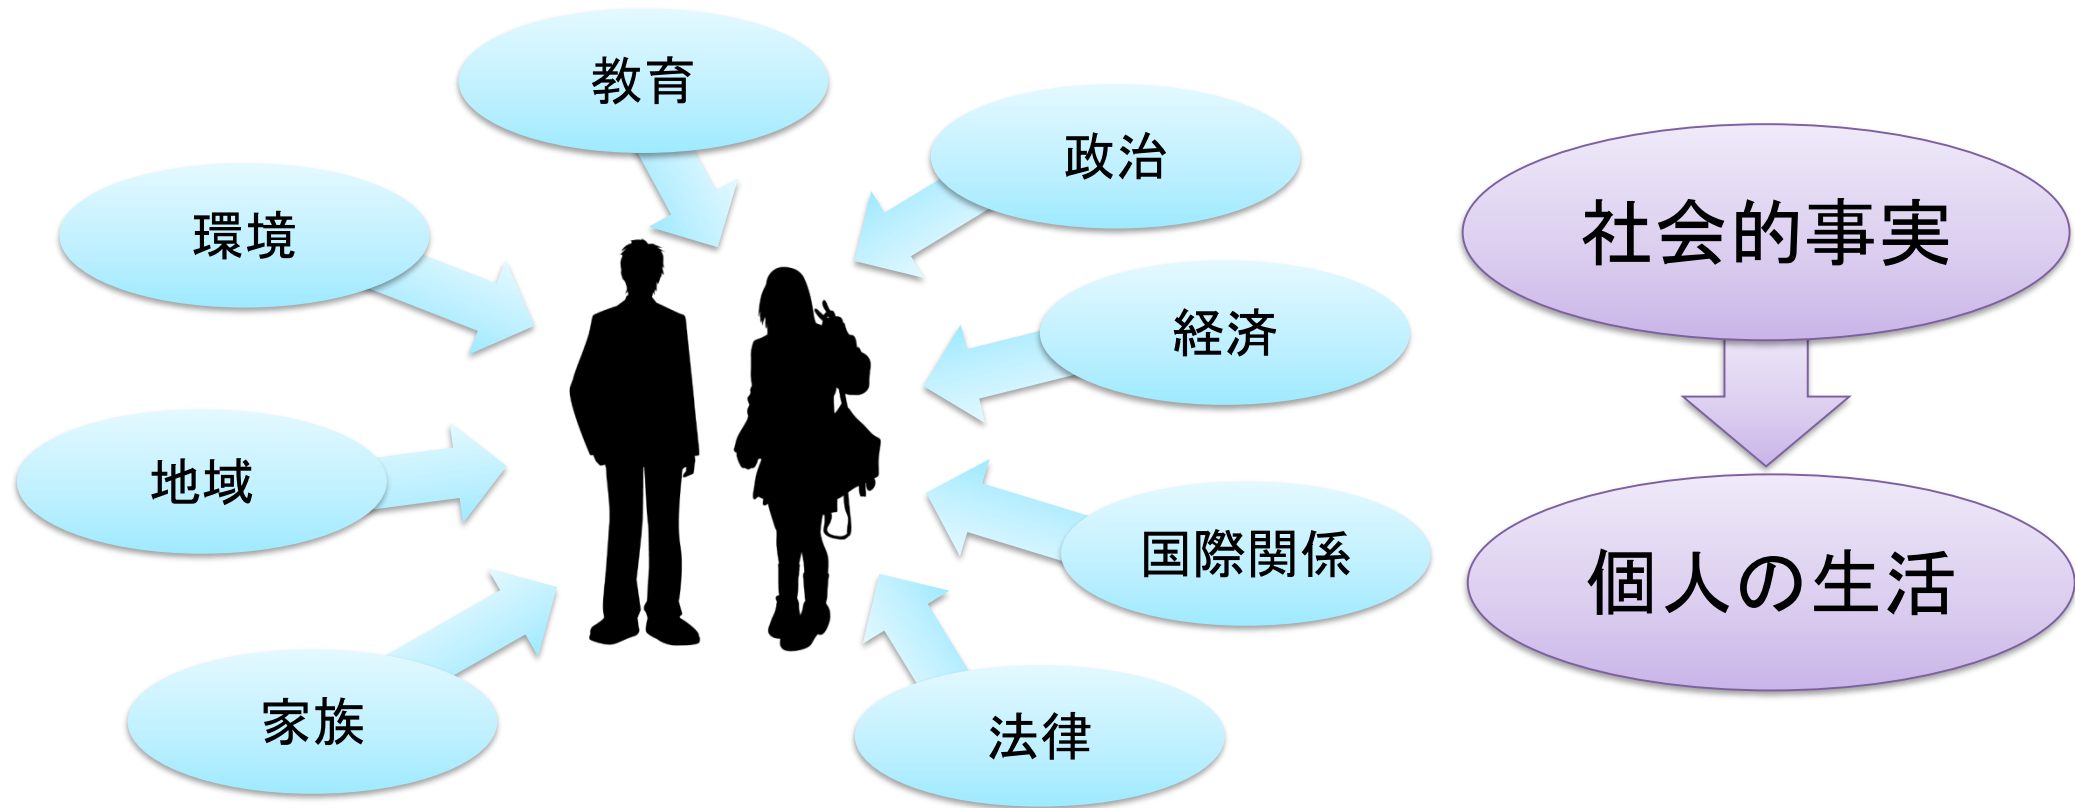 教育
政治
環境
経済
地域
国際関係
家族
法律
社会的事実
個人の生活